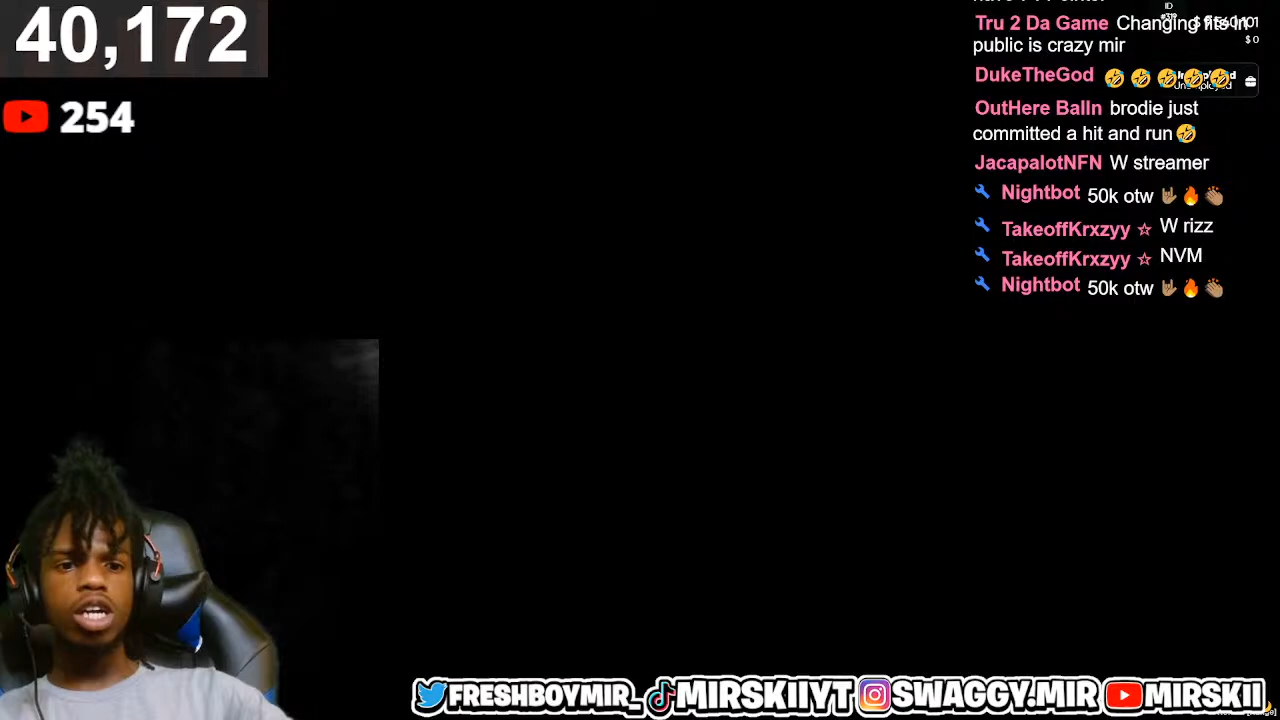 40,172
254
Tru 2 Da Game Changing fits in
public is crazy mir
DukeTheGod 🤣 🤣 🤣 🤣 🤣
OutHere Balln brodie just
committed a hit and run 🤣
JacapalotNFN W streamer
Nightbot 50k otw 🤟🏽 🔥 👏🏽
TakeoffKrxzyy ☆ W rizz
TakeoffKrxzyy ☆ NVM
Nightbot 50k otw 🤟🏽 🔥 👏🏽
ID
$ 0
FRESHBOYMIR_ MIRSKIIYT SWAGGY.MIR MIRSKII